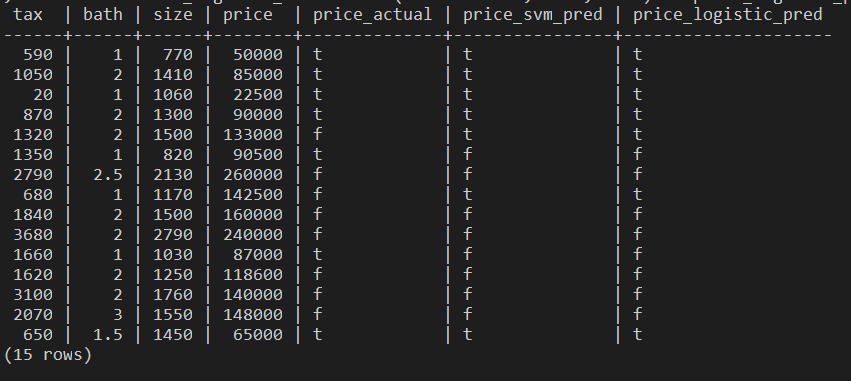 tax | bath | size | price | price_actual | price_svm_pred | price_logistic_pred
------+------+------+--------+--------------+----------------+---------------------
590 | 1 | 770 | 50000 | t | t | t
1050 | 2 | 1410 | 85000 | t | t | t
20 | 1 | 1060 | 22500 | t | t | t
870 | 2 | 1300 | 90000 | t | t | t
1320 | 2 | 1500 | 133000 | f | t | t
1350 | 1 | 820 | 90500 | t | f | f
2790 | 2.5 | 2130 | 260000 | f | f | f
680 | 1 | 1170 | 142500 | f | t | t
1840 | 2 | 1500 | 160000 | f | f | f
3680 | 2 | 2790 | 240000 | f | f | f
1660 | 1 | 1030 | 87000 | t | f | f
1620 | 2 | 1250 | 118600 | f | f | f
3100 | 2 | 1760 | 140000 | f | f | f
2070 | 3 | 1550 | 148000 | f | f | f
650 | 1.5 | 1450 | 65000 | t | t | t
(15 rows)